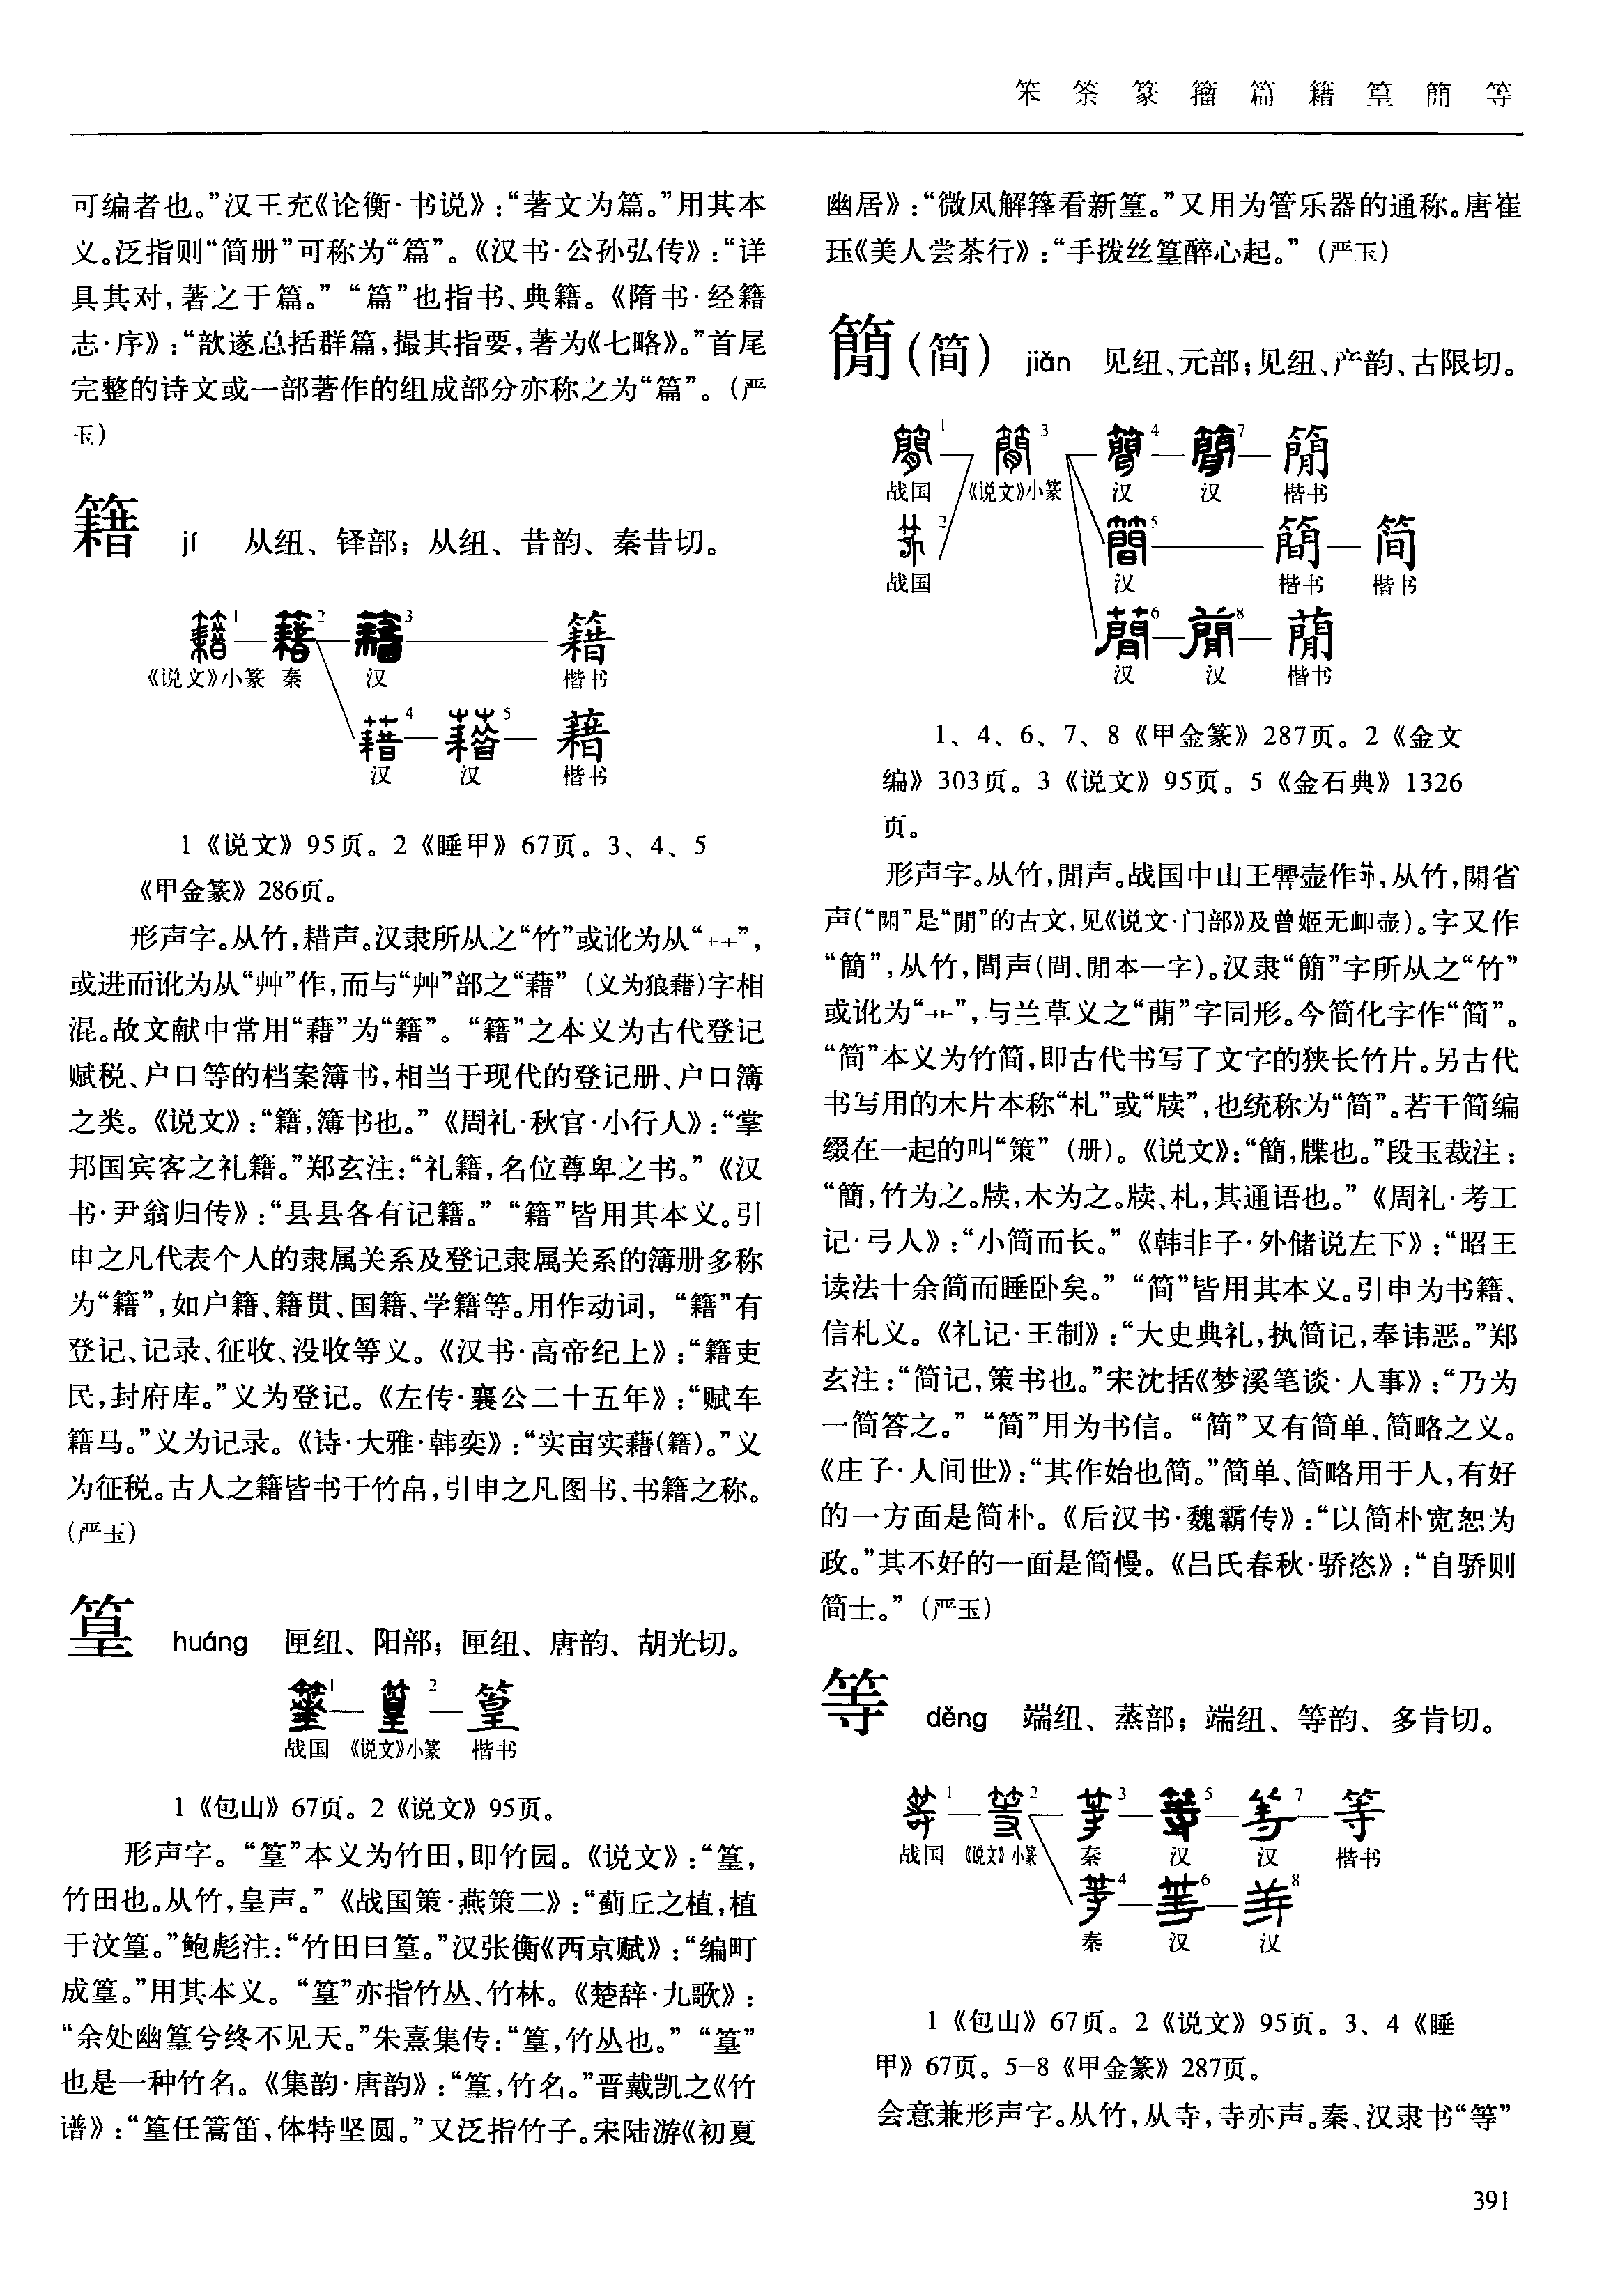 笨 筡 篆 籀 篇 籍 篁 簡 等
可编者也。”汉王充《论衡·书说》:“著文为篇。”用其本
义。泛指则“简册”可称为“篇”。《汉书·公孙弘传》:“详
具其对,著之于篇。” “篇”也指书、典籍。《隋书·经籍
志·序》:“歆遂总括群篇,撮其指要,著为《七略》。”首尾
完整的诗文或一部著作的组成部分亦称之为“篇”。(严
玉)
籍 jí 从纽、铎部；从纽、昔韵、秦昔切。
1 2 3 籍
《说文》小篆 秦 汉 楷书
4 5 藉
汉 汉 楷书
1《说文》95页。2《睡甲》67页。3、4、5
《甲金篆》286页。
形声字。从竹,耤声。汉隶所从之“竹”或讹为从“艹”,
或进而讹为从“艸”作,而与“艸”部之“藉” (义为狼藉)字相
混。故文献中常用“藉”为“籍”。“籍”之本义为古代登记
赋税、户口等的档案簿书,相当于现代的登记册、户口簿
之类。《说文》:“籍,簿书也。”《周礼·秋官·小行人》:“掌
邦国宾客之礼籍。”郑玄注:“礼籍,名位尊卑之书。”《汉
书·尹翁归传》:“县县各有记籍。” “籍”皆用其本义。引
申之凡代表个人的隶属关系及登记隶属关系的簿册多称
为“籍”,如户籍、籍贯、国籍、学籍等。用作动词, “籍”有
登记、记录、征收、没收等义。《汉书·高帝纪上》:“籍吏
民,封府库。”义为登记。《左传·襄公二十五年》:“赋车
籍马。”义为记录。《诗·大雅·韩奕》:“实亩实藉(籍)。”义
为征税。古人之籍皆书于竹帛,引申之凡图书、书籍之称。
(严玉)
篁 huáng 匣纽、阳部；匣纽、唐韵、胡光切。
1 2 篁
战国 《说文》小篆 楷书
1《包山》67页。2《说文》95页。
形声字。“篁”本义为竹田,即竹园。《说文》:“篁,
竹田也。从竹,皇声。”《战国策·燕策二》:“蓟丘之植,植
于汶篁。”鲍彪注:“竹田曰篁。”汉张衡《西京赋》:“编町
成篁。”用其本义。“篁”亦指竹丛、竹林。《楚辞·九歌》:
“余处幽篁兮终不见天。”朱熹集传:“篁,竹丛也。” “篁”
也是一种竹名。《集韵·唐韵》:“篁,竹名。”晋戴凯之《竹
谱》:“篁任篙笛,体特坚圆。”又泛指竹子。宋陆游《初夏
幽居》:“微风解箨看新篁。”又用为管乐器的通称。唐崔
珏《美人尝茶行》:“手拨丝篁醉心起。” (严玉)
簡(简) jiǎn 见纽、元部；见纽、产韵、古限切。
1 3 4 7 簡
战国 《说文》小篆 汉 汉 楷书
2 5 簡 简
战国 汉 楷书 楷书
6 8 蕑
汉 汉 楷书
1、4、6、7、8《甲金篆》287页。2《金文
编》303页。3《说文》95页。5《金石典》1326
页。
形声字。从竹,閒声。战国中山王壶作,从竹,閒省
声(“”是“閒”的古文,见《说文·门部》及曾姬无卹壶)。字又作
“簡”,从竹,間声(間、閒本一字)。汉隶“簡”字所从之“竹”
或讹为“艹”,与兰草义之“蕑”字同形。今简化字作“简”。
“简”本义为竹简,即古代书写了文字的狭长竹片。另古代
书写用的木片本称“札”或“牍”,也统称为“简”。若干简编
缀在一起的叫“策” (册)。《说文》:“簡,牒也。”段玉裁注:
“簡,竹为之。牍,木为之。牍、札,其通语也。”《周礼·考工
记·弓人》:“小简而长。”《韩非子·外储说左下》:“昭王
读法十余简而睡卧矣。” “简”皆用其本义。引申为书籍、
信札义。《礼记·王制》:“大史典礼,执简记,奉讳恶。”郑
玄注:“简记,策书也。”宋沈括《梦溪笔谈·人事》:“乃为
一简答之。” “简”用为书信。“简”又有简单、简略之义。
《庄子·人间世》:“其作始也简。”简单、简略用于人,有好
的一方面是简朴。《后汉书·魏霸传》:“以简朴宽恕为
政。”其不好的一面是简慢。《吕氏春秋·骄恣》:“自骄则
简士。” (严玉)
等 děng 端纽、蒸部；端纽、等韵、多肯切。
1 2 3 5 7 等
战国 《说文》小篆 秦 汉 汉 楷书
4 6 8
秦 汉 汉
1《包山》67页。2《说文》95页。3、4《睡
甲》67页。5-8《甲金篆》287页。
会意兼形声字。从竹,从寺,寺亦声。秦、汉隶书“等”
391